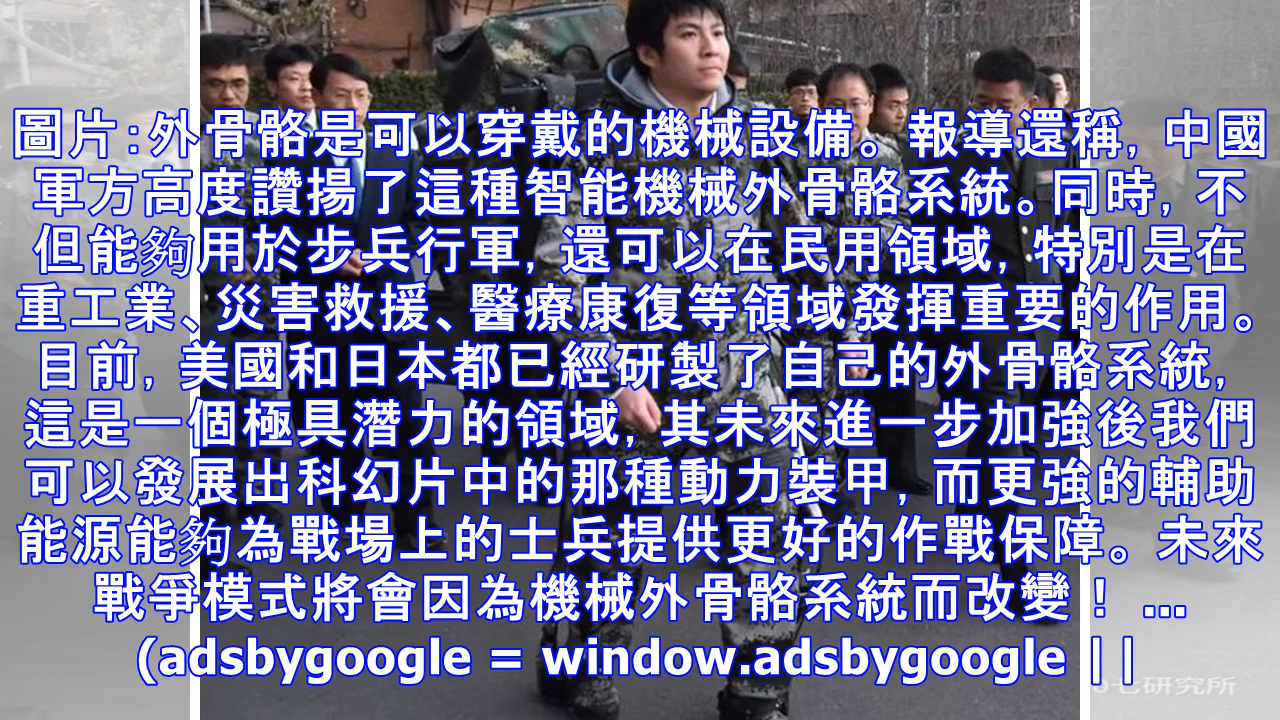 圖片:外骨骼是可以穿戴的機械設備。報導還稱, 中國
軍方高度讚揚了這種智能機械外骨骼系統。同時, 不
但能夠用於步兵行軍, 還可以在民用領域, 特別是在
重工業、災害救援、醫療康復等領域發揮重要的作用。
目前, 美國和日本都已經研製了自己的外骨骼系統,
這是一個極具潛力的領域, 其未來進一步加強後我們
可以發展出科幻片中的那種動力裝甲, 而更強的輔助
能源能夠為戰場上的士兵提供更好的作戰保障。未來
戰爭模式將會因為機械外骨骼系統而改變！ ...
(adsbygoogle = window.adsbygoogle ||
七研究所